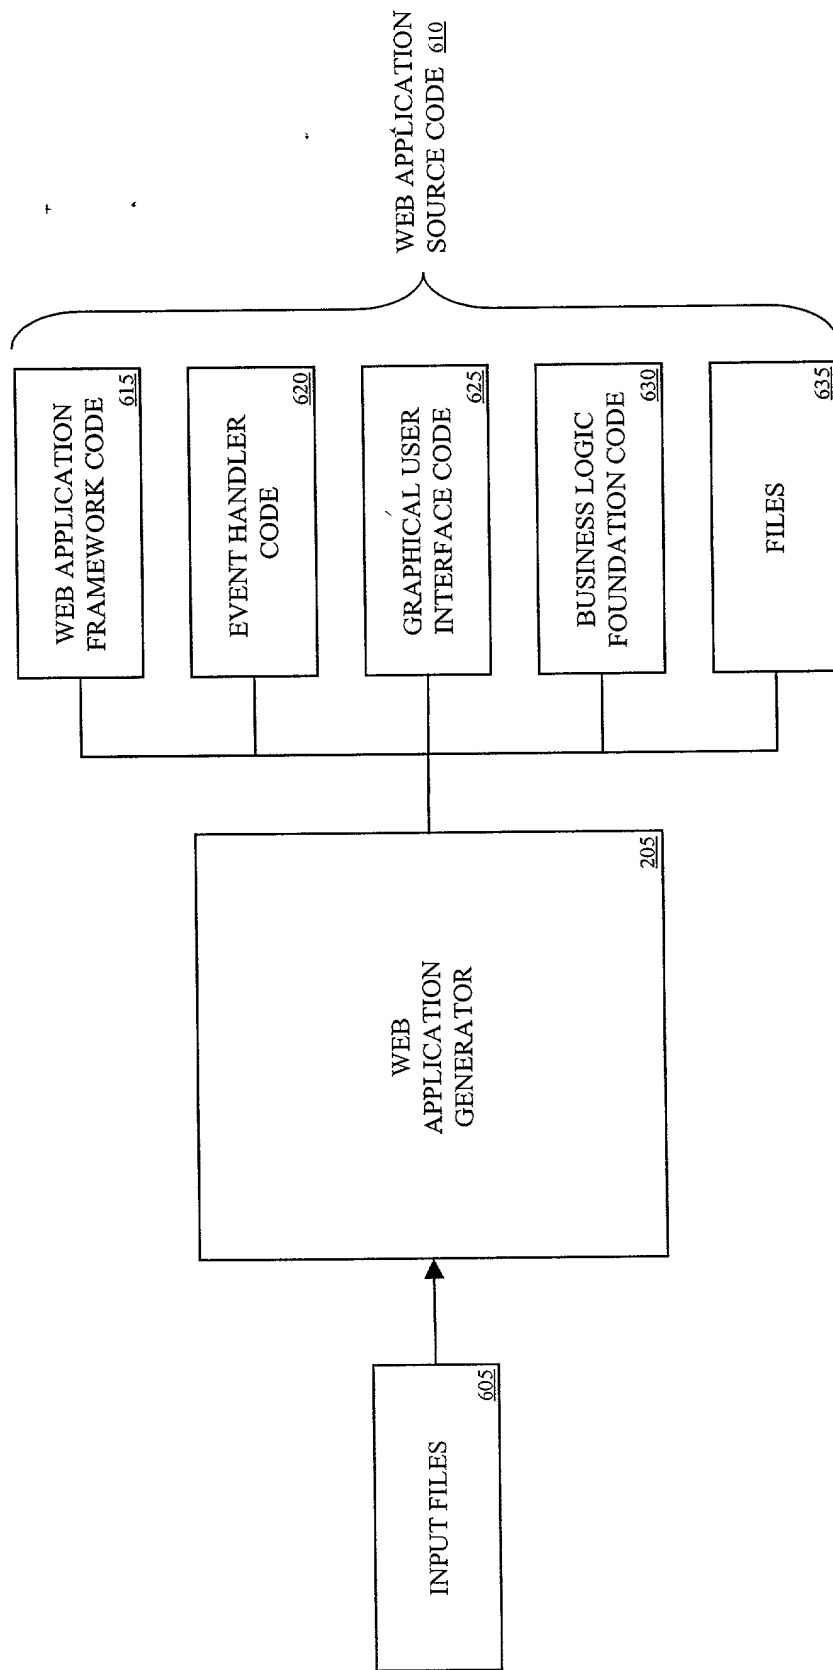 INPUT FILES
605
WEB
APPLICATION
GENERATOR
205
WEB APPLICATION
FRAMEWORK CODE
615
EVENT HANDLER
CODE
620
GRAPHICAL USER
INTERFACE CODE
625
BUSINESS LOGIC
FOUNDATION CODE
630
FILES
635
WEB APPLICATION
SOURCE CODE 610